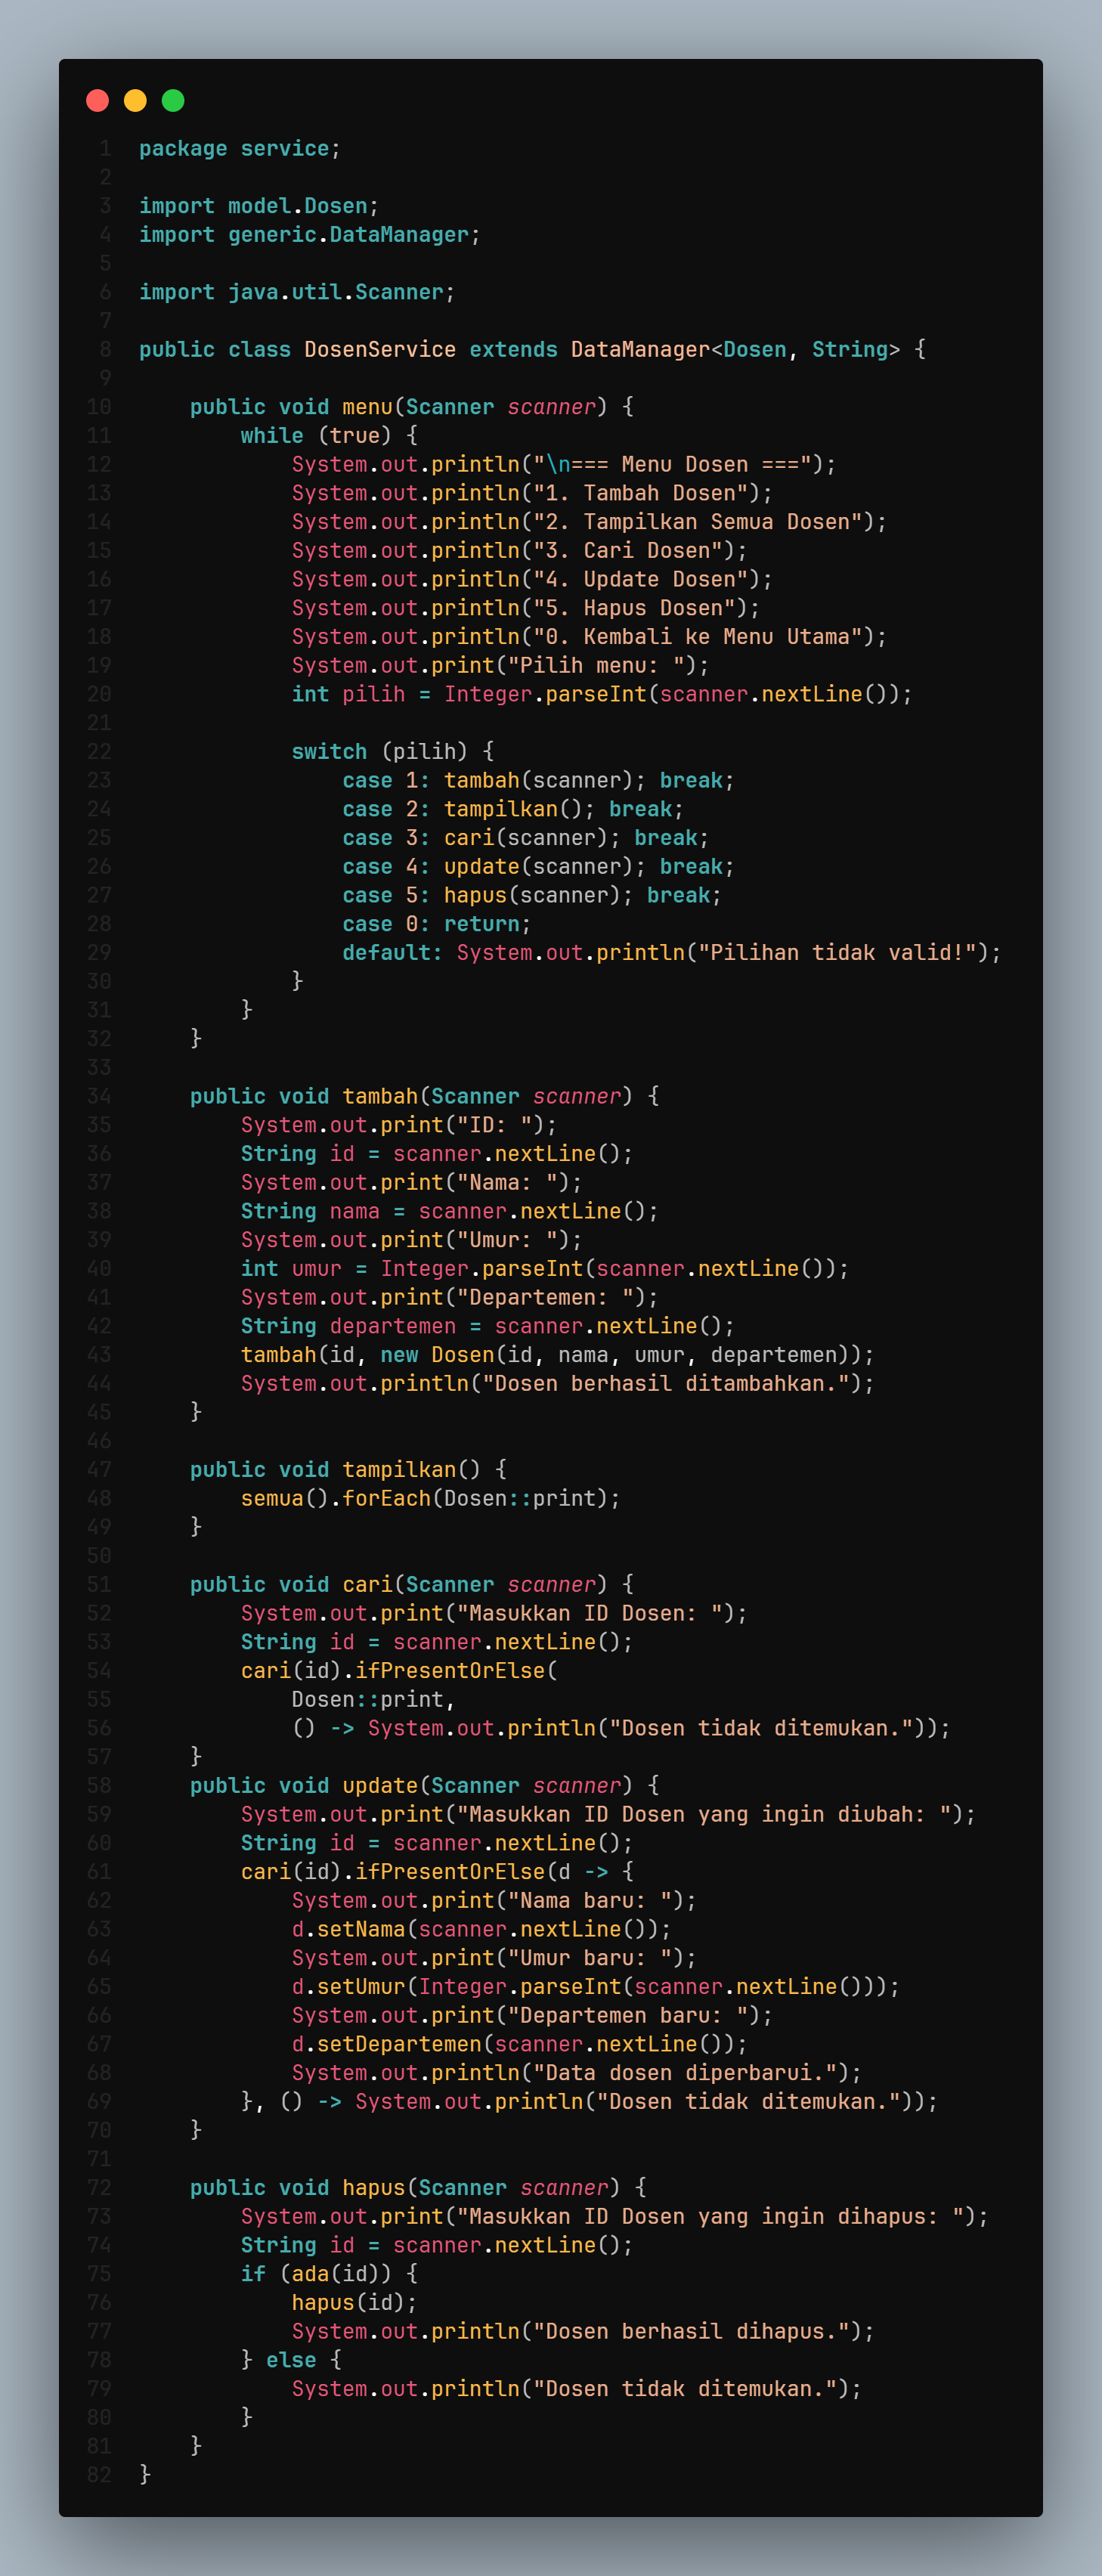 1 package service;
2
3 import model.Dosen;
4 import generic.DataManager;
5
6 import java.util.Scanner;
7
8 public class DosenService extends DataManager<Dosen, String> {
9
10     public void menu(Scanner scanner) {
11         while (true) {
12             System.out.println("\n=== Menu Dosen ===");
13             System.out.println("1. Tambah Dosen");
14             System.out.println("2. Tampilkan Semua Dosen");
15             System.out.println("3. Cari Dosen");
16             System.out.println("4. Update Dosen");
17             System.out.println("5. Hapus Dosen");
18             System.out.println("0. Kembali ke Menu Utama");
19             System.out.print("Pilih menu: ");
20             int pilih = Integer.parseInt(scanner.nextLine());
21
22             switch (pilih) {
23                 case 1: tambah(scanner); break;
24                 case 2: tampilkan(); break;
25                 case 3: cari(scanner); break;
26                 case 4: update(scanner); break;
27                 case 5: hapus(scanner); break;
28                 case 0: return;
29                 default: System.out.println("Pilihan tidak valid!");
30             }
31         }
32     }
33
34     public void tambah(Scanner scanner) {
35         System.out.print("ID: ");
36         String id = scanner.nextLine();
37         System.out.print("Nama: ");
38         String nama = scanner.nextLine();
39         System.out.print("Umur: ");
40         int umur = Integer.parseInt(scanner.nextLine());
41         System.out.print("Departemen: ");
42         String departemen = scanner.nextLine();
43         tambah(id, new Dosen(id, nama, umur, departemen));
44         System.out.println("Dosen berhasil ditambahkan.");
45     }
46
47     public void tampilkan() {
48         semua().forEach(Dosen::print);
49     }
50
51     public void cari(Scanner scanner) {
52         System.out.print("Masukkan ID Dosen: ");
53         String id = scanner.nextLine();
54         cari(id).ifPresentOrElse(
55             Dosen::print,
56             () -> System.out.println("Dosen tidak ditemukan."));
57     }
58     public void update(Scanner scanner) {
59         System.out.print("Masukkan ID Dosen yang ingin diubah: ");
60         String id = scanner.nextLine();
61         cari(id).ifPresentOrElse(d -> {
62             System.out.print("Nama baru: ");
63             d.setNama(scanner.nextLine());
64             System.out.print("Umur baru: ");
65             d.setUmur(Integer.parseInt(scanner.nextLine()));
66             System.out.print("Departemen baru: ");
67             d.setDepartemen(scanner.nextLine());
68             System.out.println("Data dosen diperbarui.");
69         }, () -> System.out.println("Dosen tidak ditemukan."));
70     }
71
72     public void hapus(Scanner scanner) {
73         System.out.print("Masukkan ID Dosen yang ingin dihapus: ");
74         String id = scanner.nextLine();
75         if (ada(id)) {
76             hapus(id);
77             System.out.println("Dosen berhasil dihapus.");
78         } else {
79             System.out.println("Dosen tidak ditemukan.");
80         }
81     }
82 }